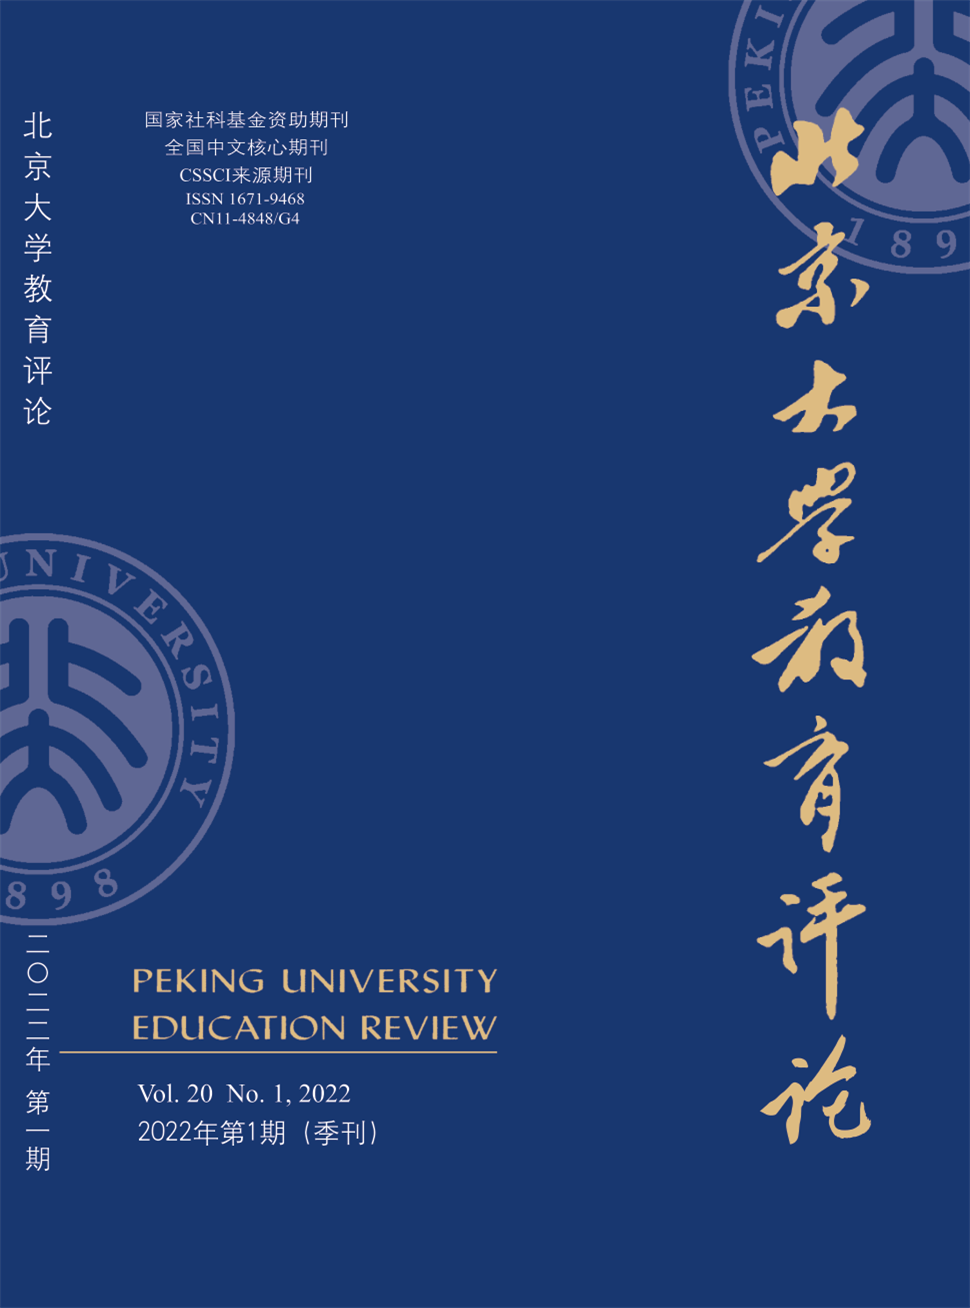 国家社科基金资助期刊
全国中文核心期刊
CSSCI来源期刊
ISSN 1671-9468
CN11-4848/G4
北京大学教育评论
PEKI
189
北京大学教育评论
UNIVERSITY
898
二〇二二年 第一期
PEKING UNIVERSITY
EDUCATION REVIEW
Vol. 20 No. 1, 2022
2022年第1期（季刊）